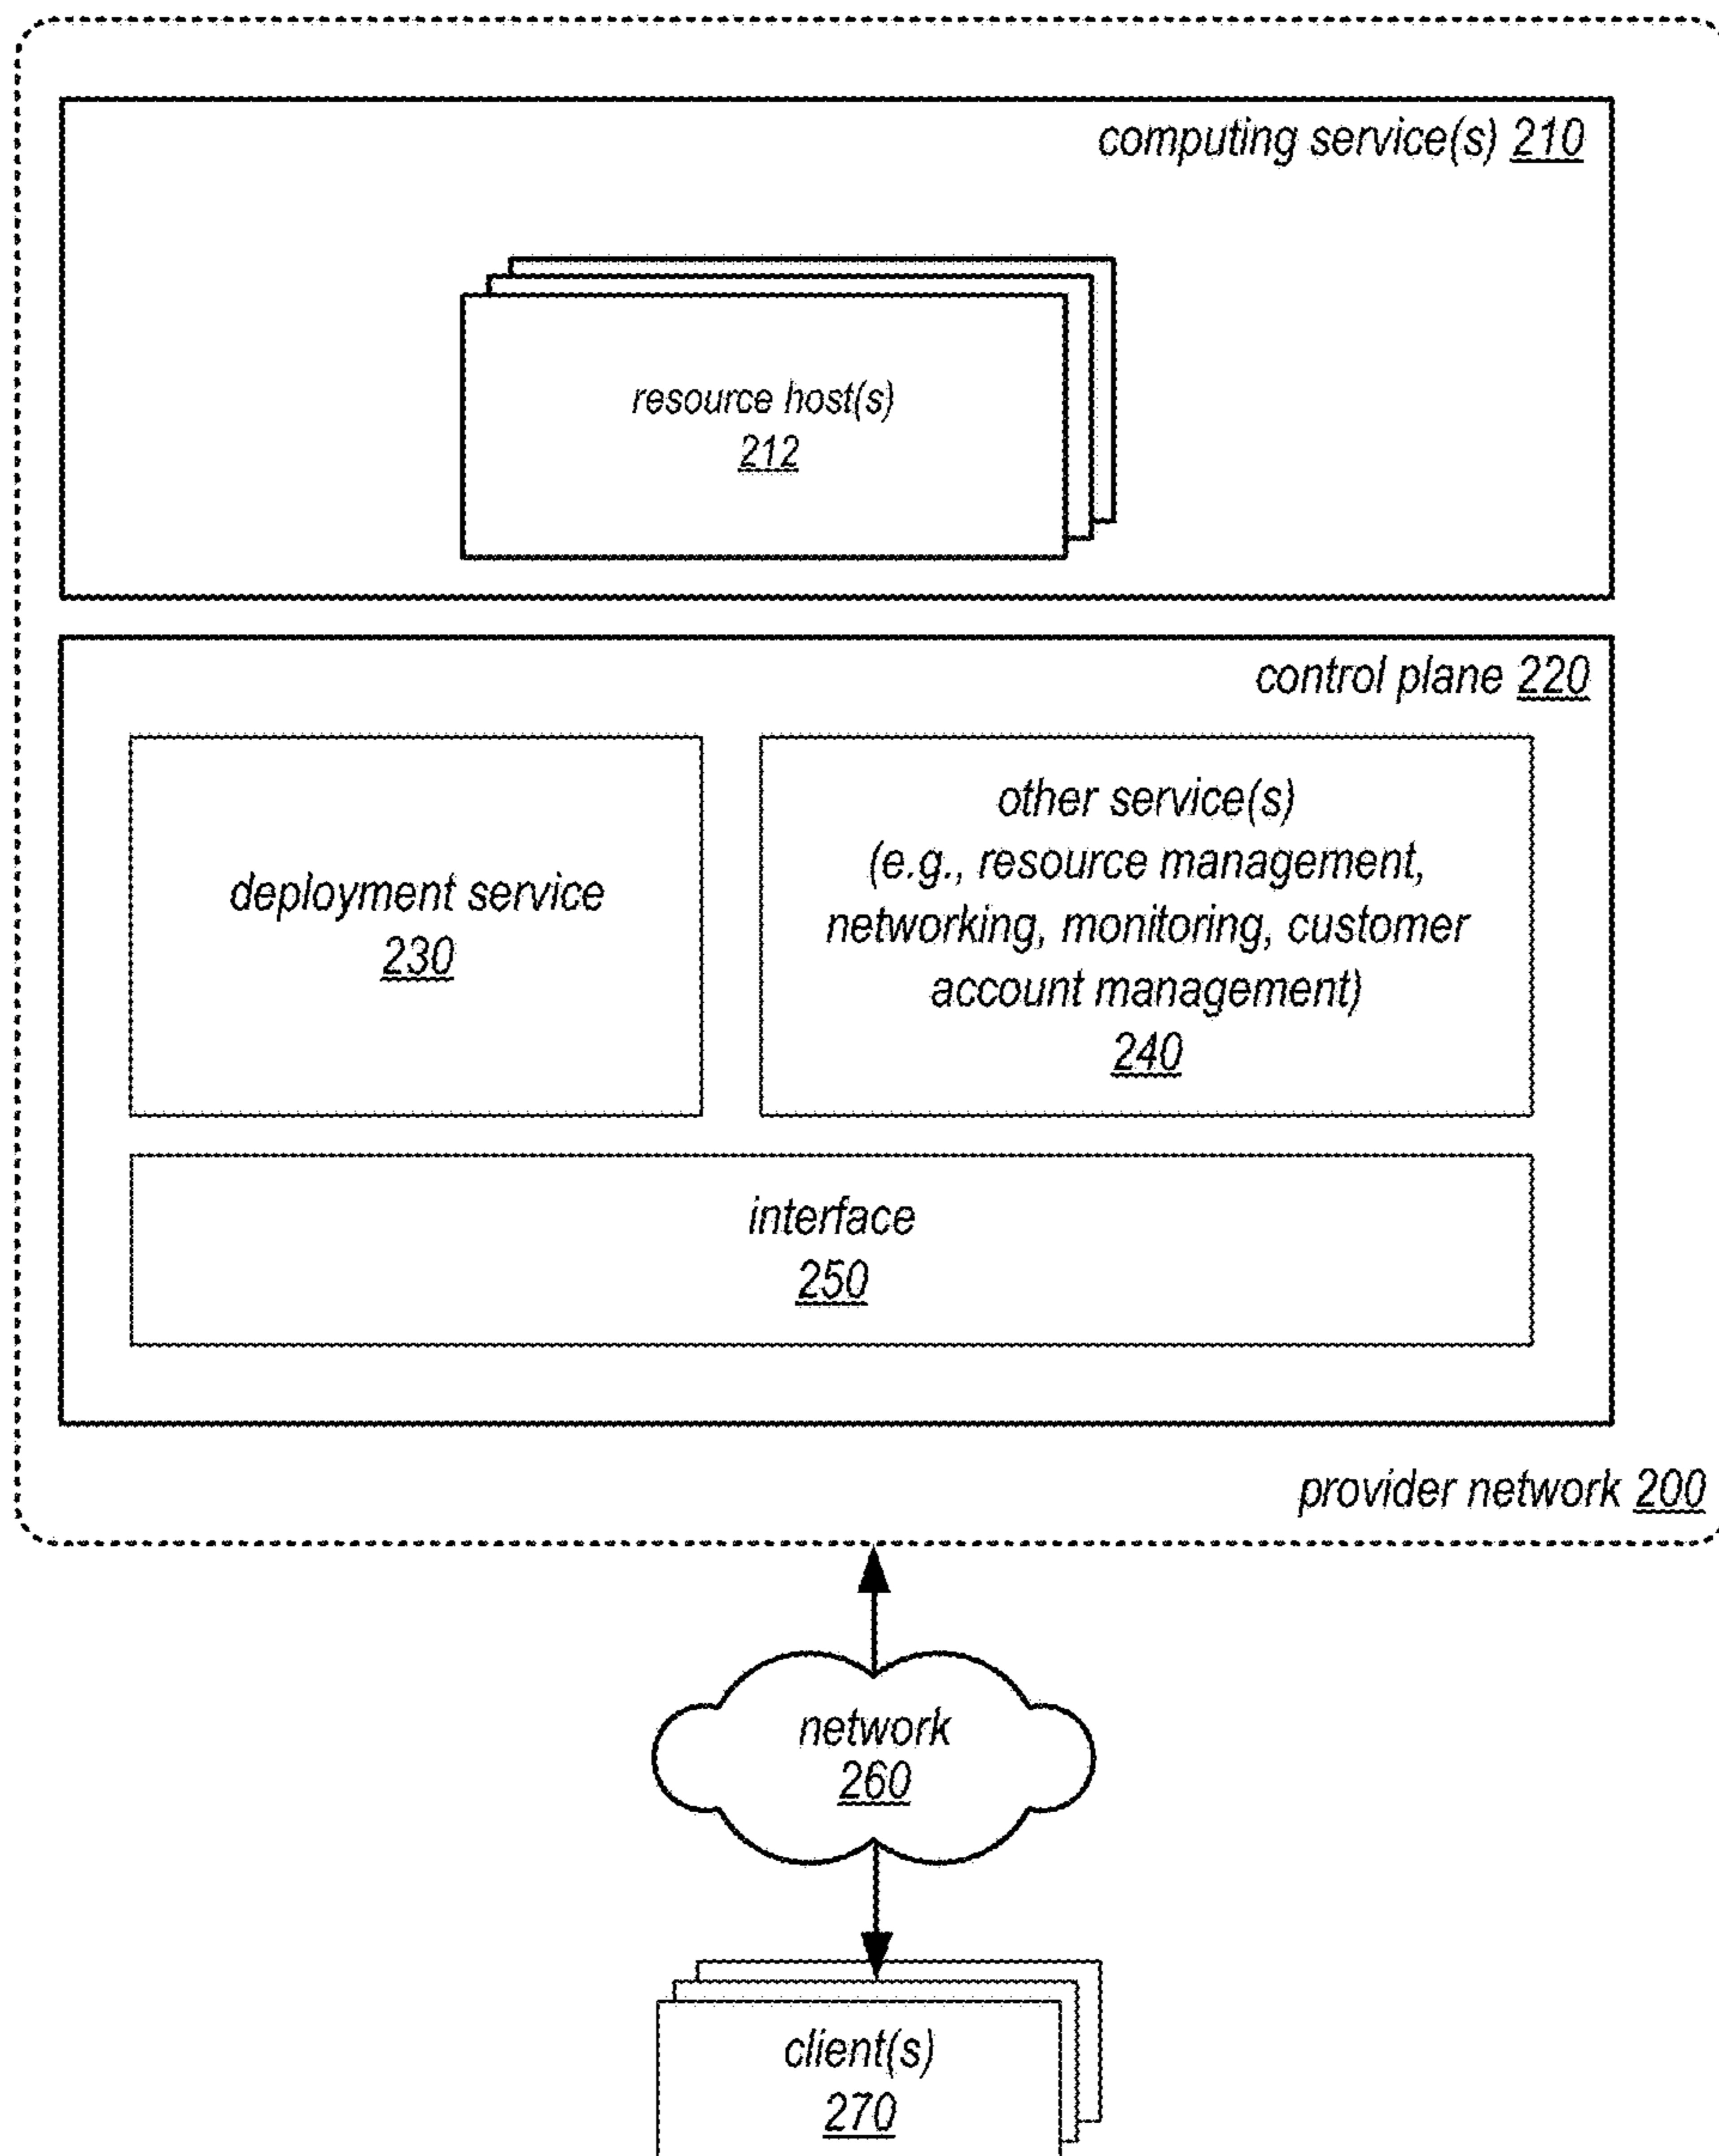 computing service(s) 210
resource host(s)
212
control plane 220
deployment service
230
other service(s)
(e.g., resource management,
networking, monitoring, customer
account management)
240
interface
250
provider network 200
network
260
client(s)
270